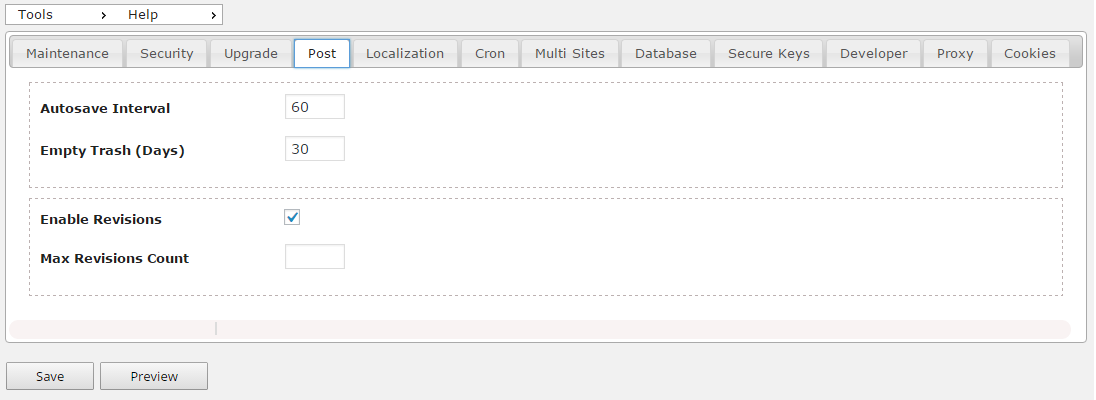 Tools › Help ›
Maintenance Security Upgrade Post Localization Cron Multi Sites Database Secure Keys Developer Proxy Cookies
Autosave Interval 60
Empty Trash (Days) 30
Enable Revisions
Max Revisions Count
Save Preview